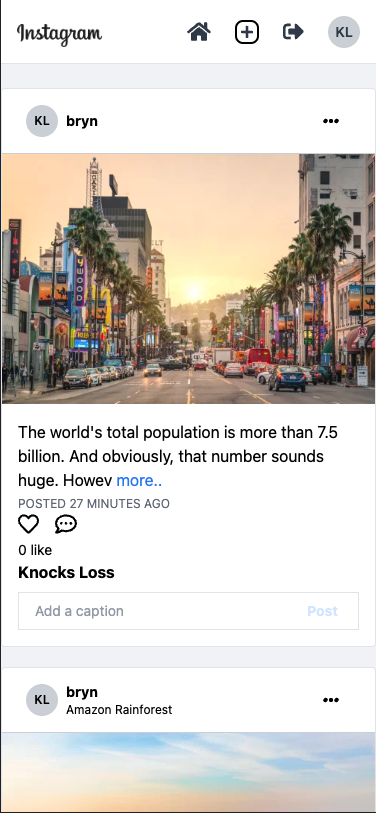 Instagram
KL
KL
bryn
The world's total population is more than 7.5
billion. And obviously, that number sounds
huge. Howev more..
POSTED 27 MINUTES AGO
0 like
Knocks Loss
Add a caption
Post
KL
bryn
Amazon Rainforest